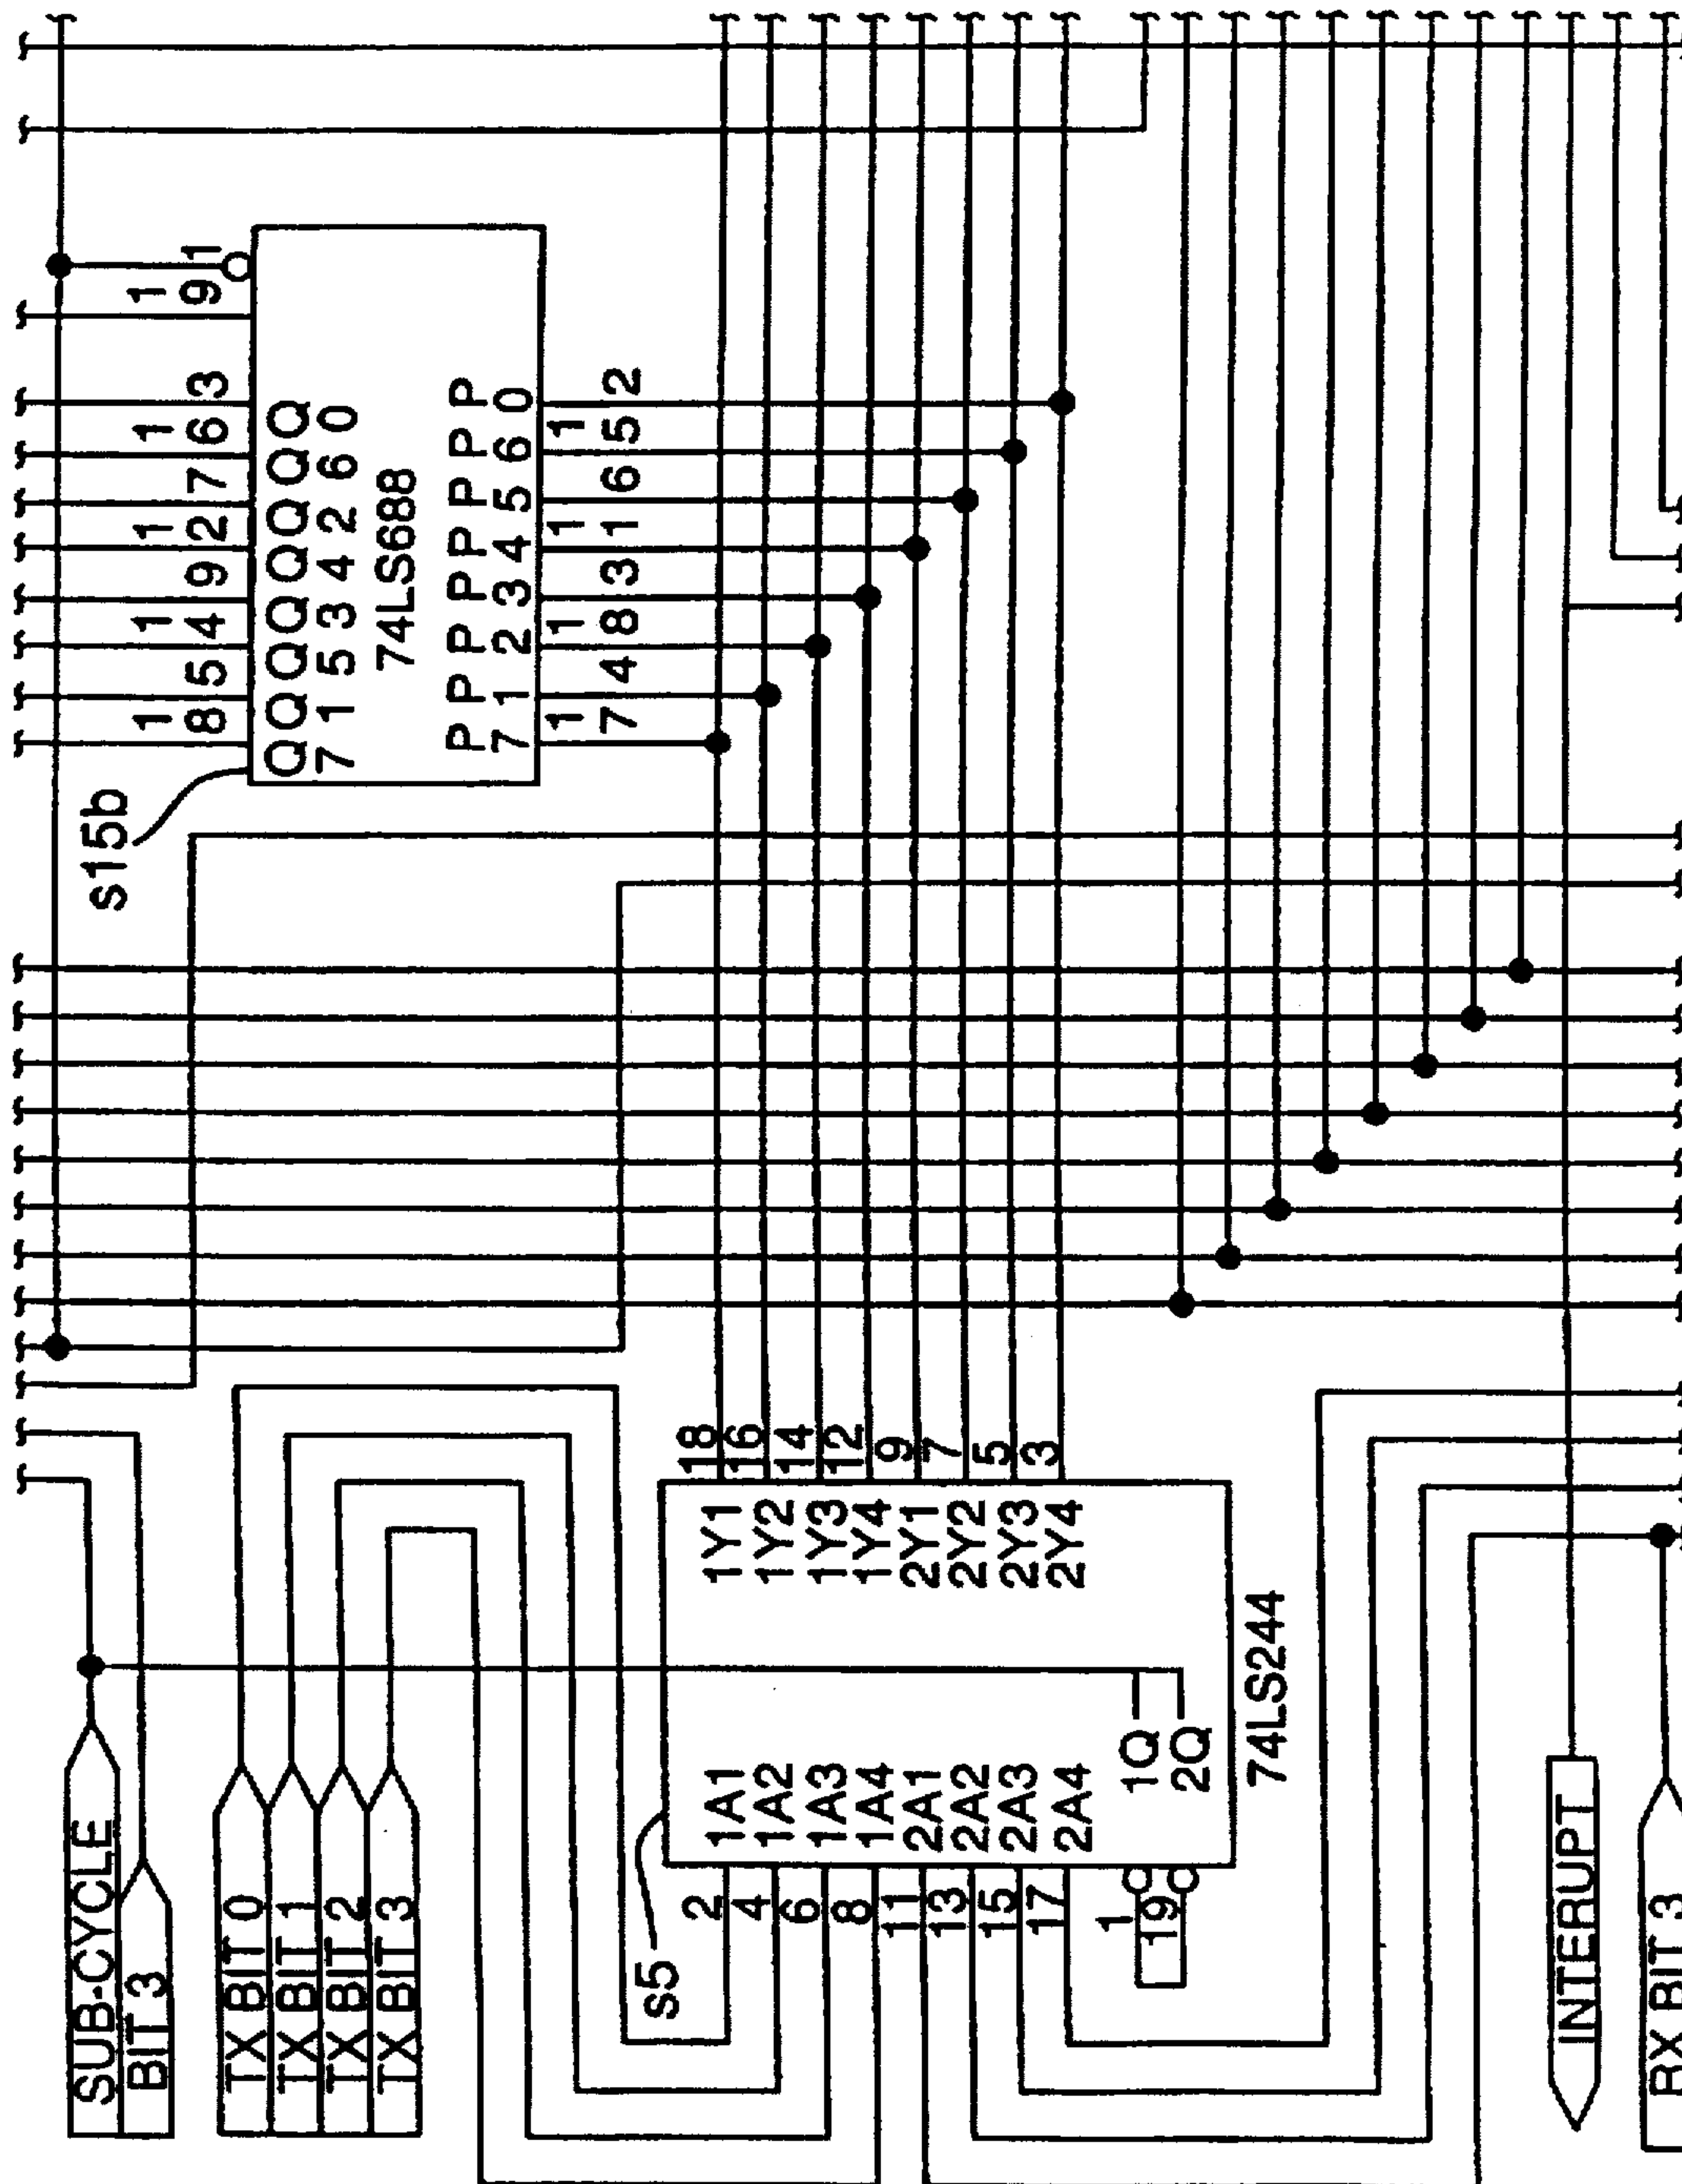 SUB-CYCLE
BIT 3
TX BIT 0
TX BIT 1
TX BIT 2
TX BIT 3
s15b
1 1 1 1 1
8 5 4 9 2 7 6 3 9 1
Q Q Q Q Q Q Q Q
7 1 5 3 4 2 6 0
74LS688
P P P P P P P P
7 1 2 3 4 5 6 0
1 1 1 1
7 4 8 3 1 6 5 2
s5
2 1A1 1Y1 18
4 1A2 1Y2 16
6 1A3 1Y3 14
8 1A4 1Y4 12
11 2A1 2Y1 9
13 2A2 2Y2 7
15 2A3 2Y3 5
17 2A4 2Y4 3
1 1Q
19 2Q
74LS244
INTERRUPT
RX BIT 3